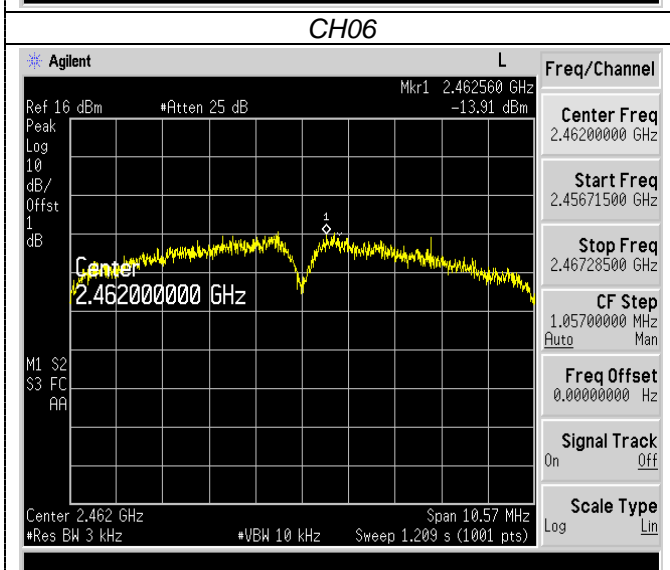 CH06
Agilent L
Mkr1 2.462560 GHz
Ref 16 dBm #Atten 25 dB -13.91 dBm
Peak
Log
10
dB/
Offst
1
dB
1
Center
2.462000000 GHz
M1 S2
S3 FC
AA
Center 2.462 GHz Span 10.57 MHz
#Res BW 3 kHz #VBW 10 kHz Sweep 1.209 s (1001 pts)
Freq/Channel
Center Freq
2.46200000 GHz
Start Freq
2.45671500 GHz
Stop Freq
2.46728500 GHz
CF Step
1.05700000 MHz
Auto Man
Freq Offset
0.00000000 Hz
Signal Track
On Off
Scale Type
Log Lin